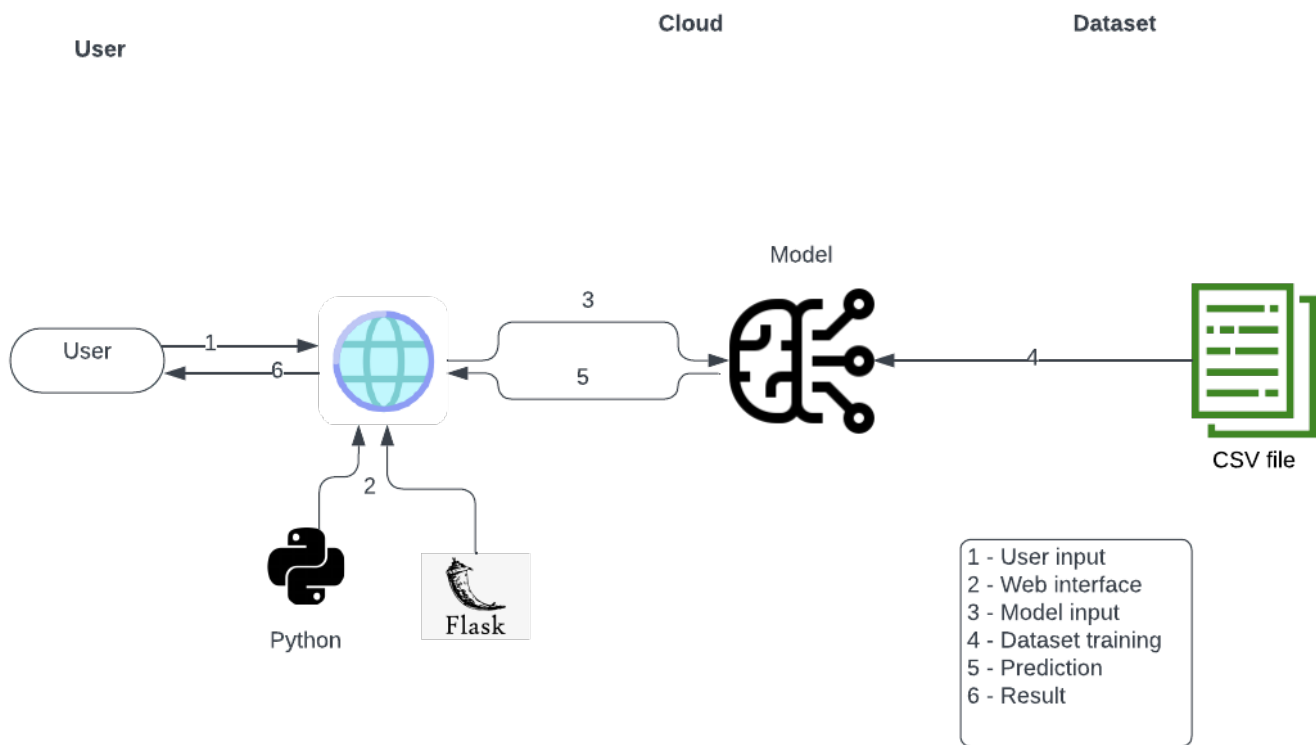 User
Cloud
Dataset
Model
3
User
1
6
5
4
CSV file
2
Python
Flask
1 - User input
2 - Web interface
3 - Model input
4 - Dataset training
5 - Prediction
6 - Result